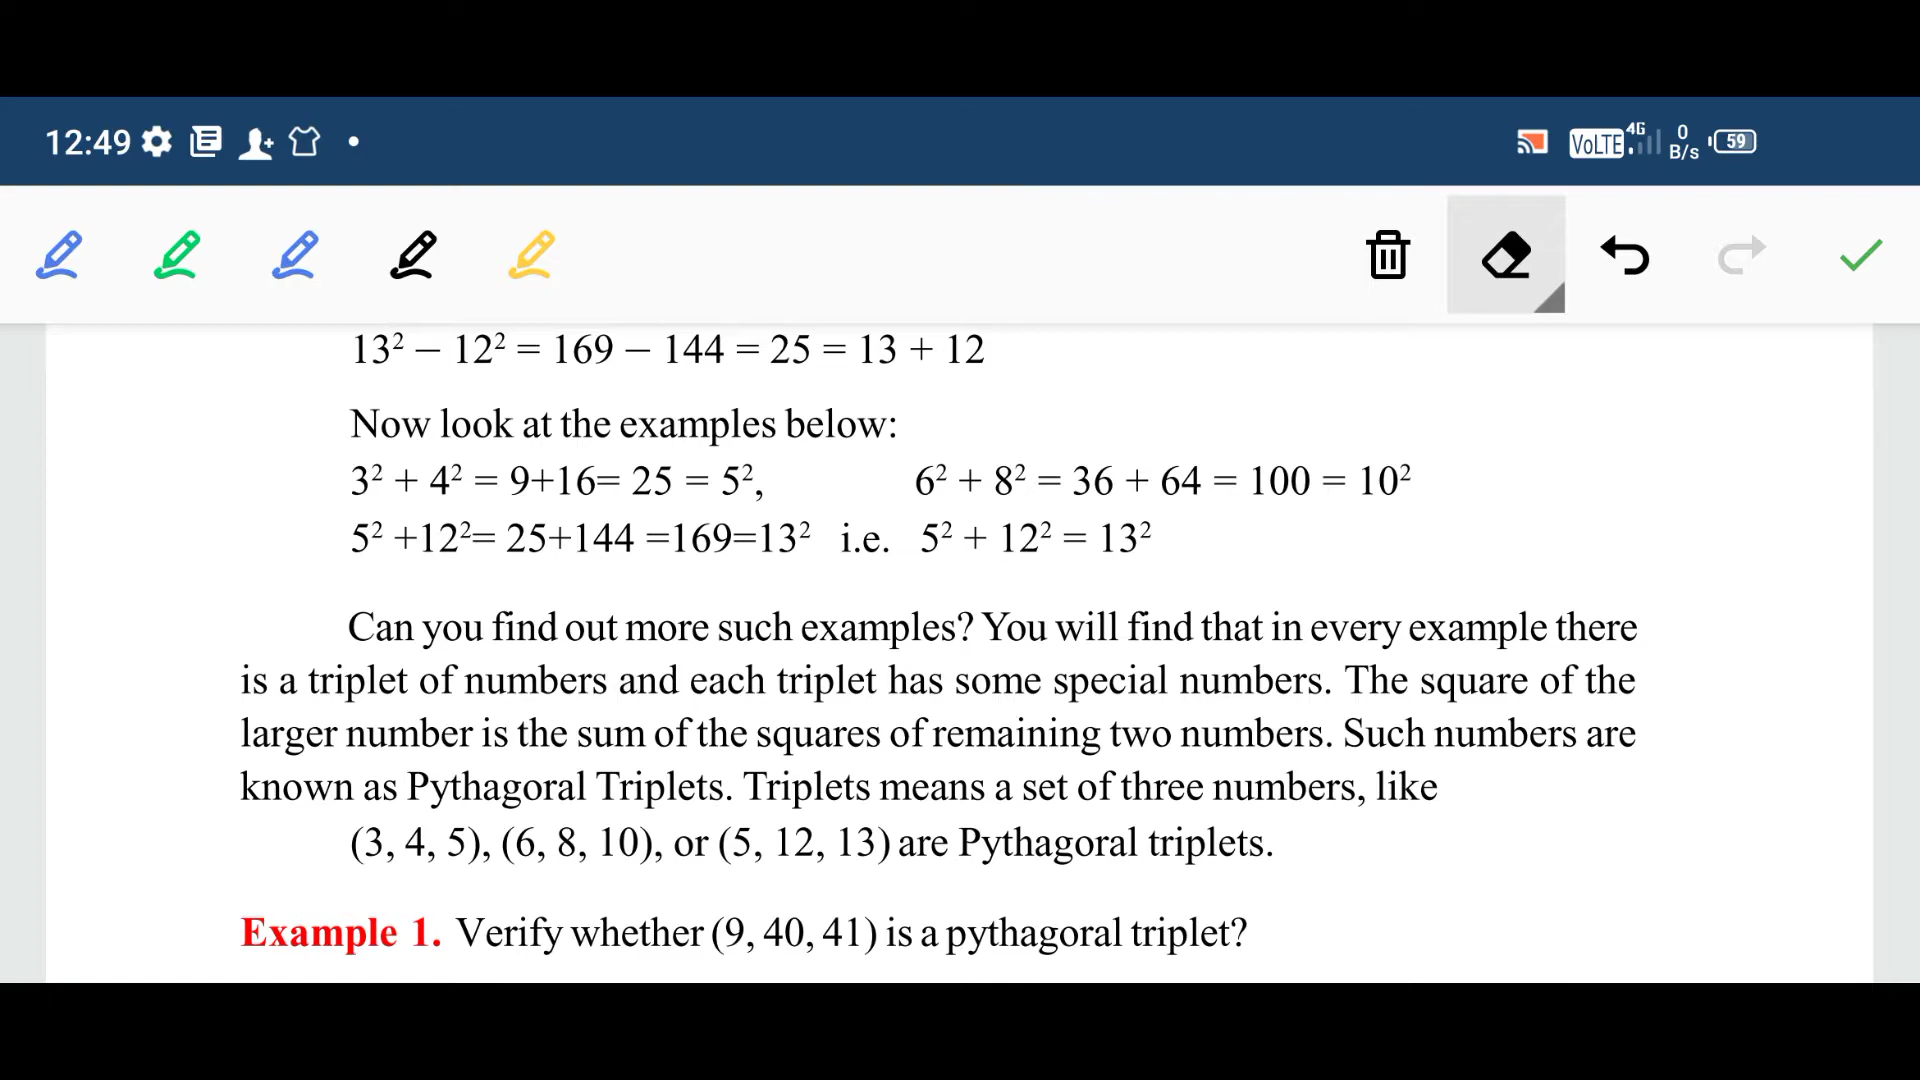 12:49
VoLTE 4G 0 B/s 59
13² – 12² = 169 – 144 = 25 = 13 + 12
Now look at the examples below:
3² + 4² = 9+16= 25 = 5², 6² + 8² = 36 + 64 = 100 = 10²
5² +12²= 25+144 =169=13² i.e. 5² + 12² = 13²
Can you find out more such examples? You will find that in every example there
is a triplet of numbers and each triplet has some special numbers. The square of the
larger number is the sum of the squares of remaining two numbers. Such numbers are
known as Pythagoral Triplets. Triplets means a set of three numbers, like
(3, 4, 5), (6, 8, 10), or (5, 12, 13) are Pythagoral triplets.
Example 1. Verify whether (9, 40, 41) is a pythagoral triplet?